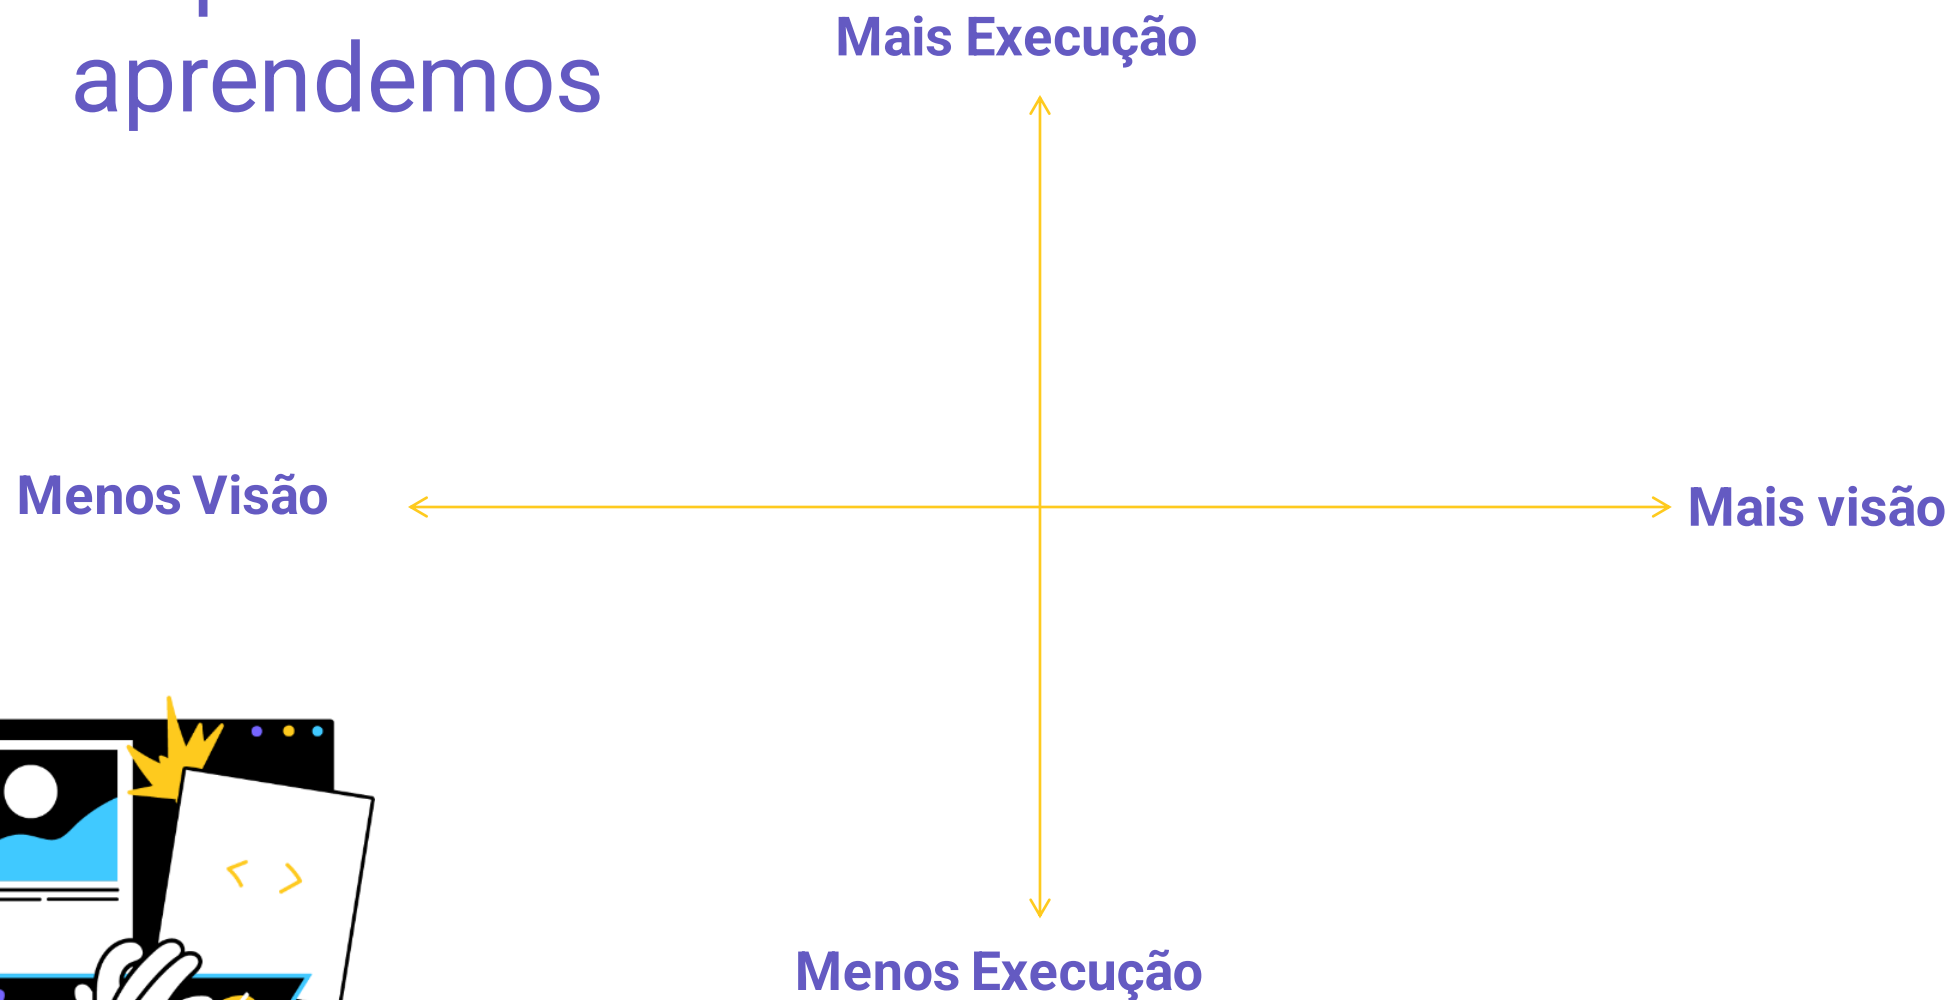 aprendemos
Mais Execução
Menos Visão
Mais visão
Menos Execução